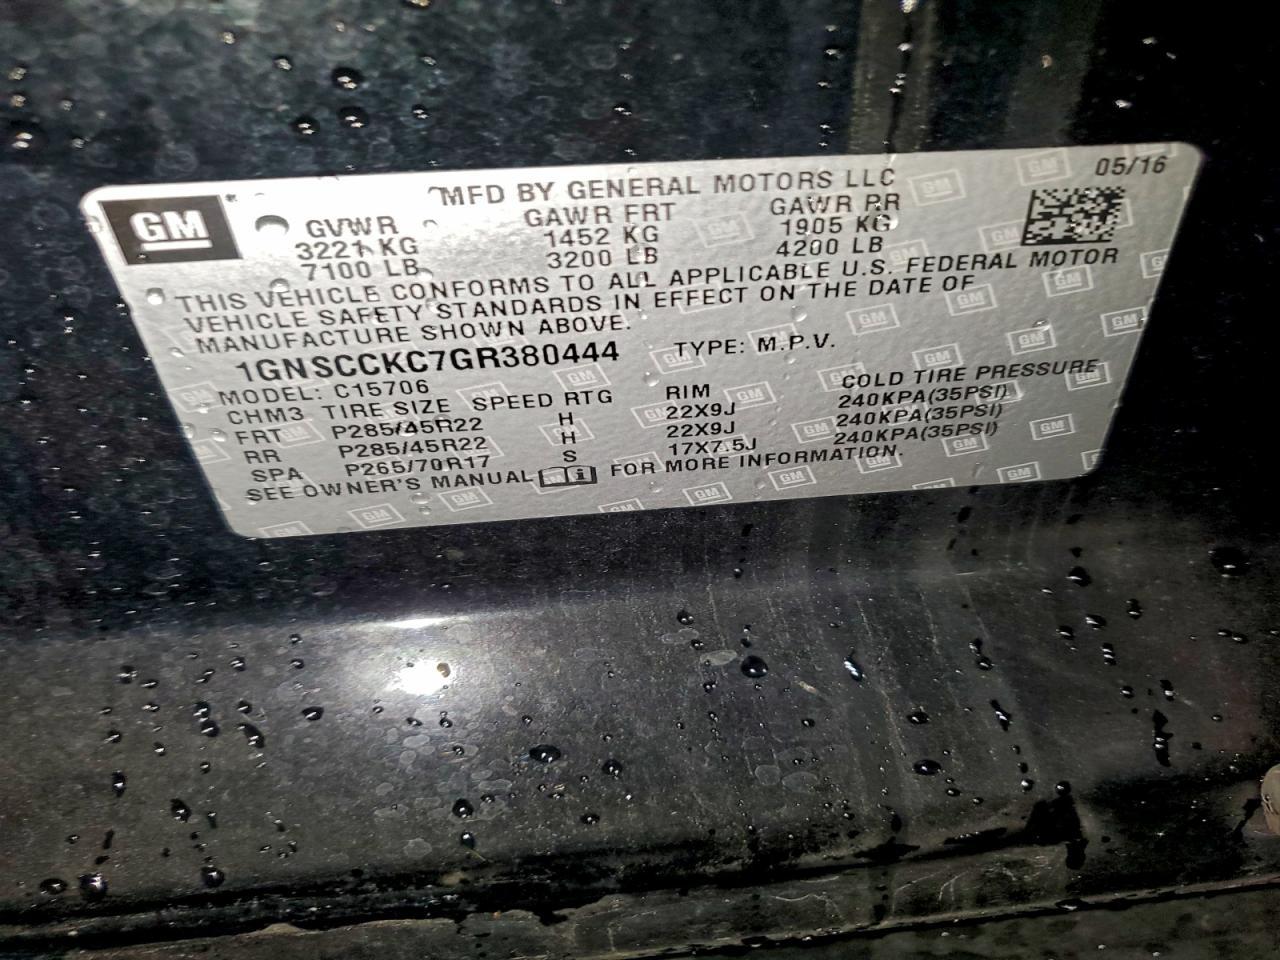 GM
MFD BY GENERAL MOTORS LLC 05/16
GVWR GAWR FRT GAWR RR
3221 KG 1452 KG 1905 KG
7100 LB 3200 LB 4200 LB
THIS VEHICLE CONFORMS TO ALL APPLICABLE U.S. FEDERAL MOTOR
VEHICLE SAFETY STANDARDS IN EFFECT ON THE DATE OF
MANUFACTURE SHOWN ABOVE.
1GNSCCKC7GR380444 TYPE: M.P.V.
MODEL: C15706
CHM3 TIRE SIZE SPEED RTG RIM COLD TIRE PRESSURE
FRT P285/45R22 H 22X9J 240KPA(35PSI)
RR P285/45R22 H 22X9J 240KPA(35PSI)
SPA P265/70R17 S 17X7.5J 240KPA(35PSI)
SEE OWNER'S MANUAL i FOR MORE INFORMATION.